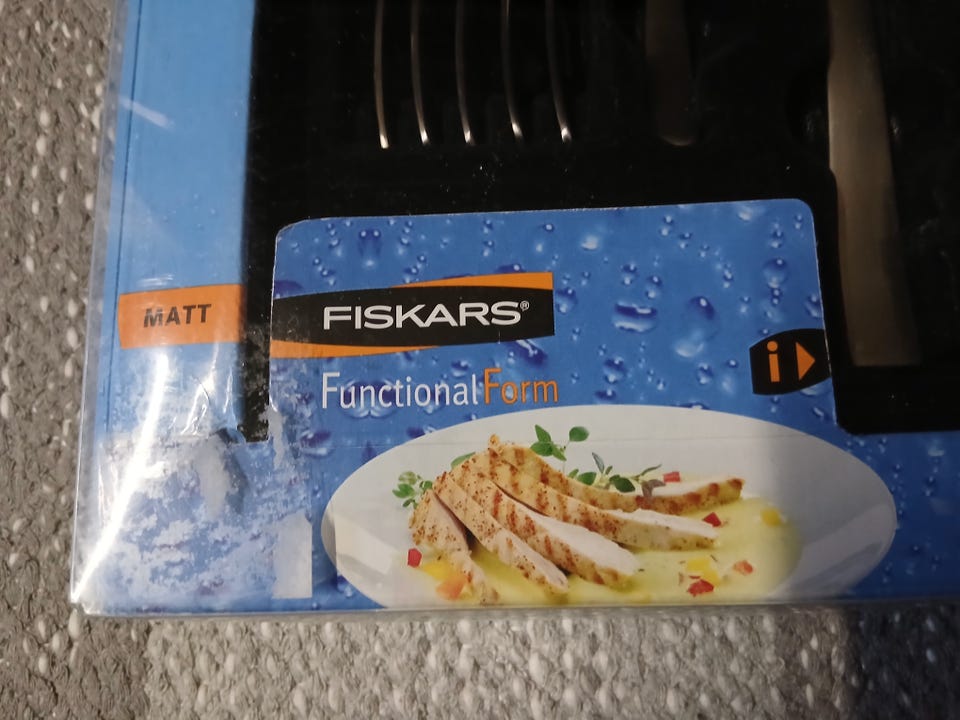 MATT
FISKARS®
FunctionalForm
i